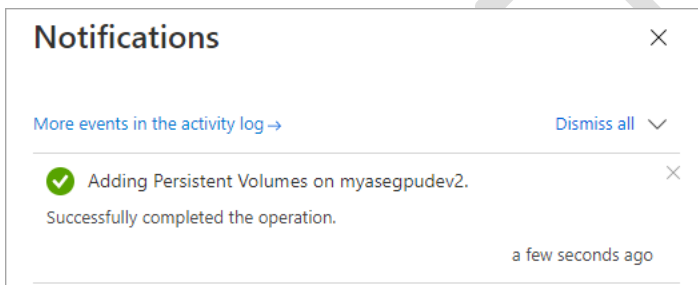 Notifications
More events in the activity log → Dismiss all
Adding Persistent Volumes on myasegpudev2.
Successfully completed the operation.
a few seconds ago